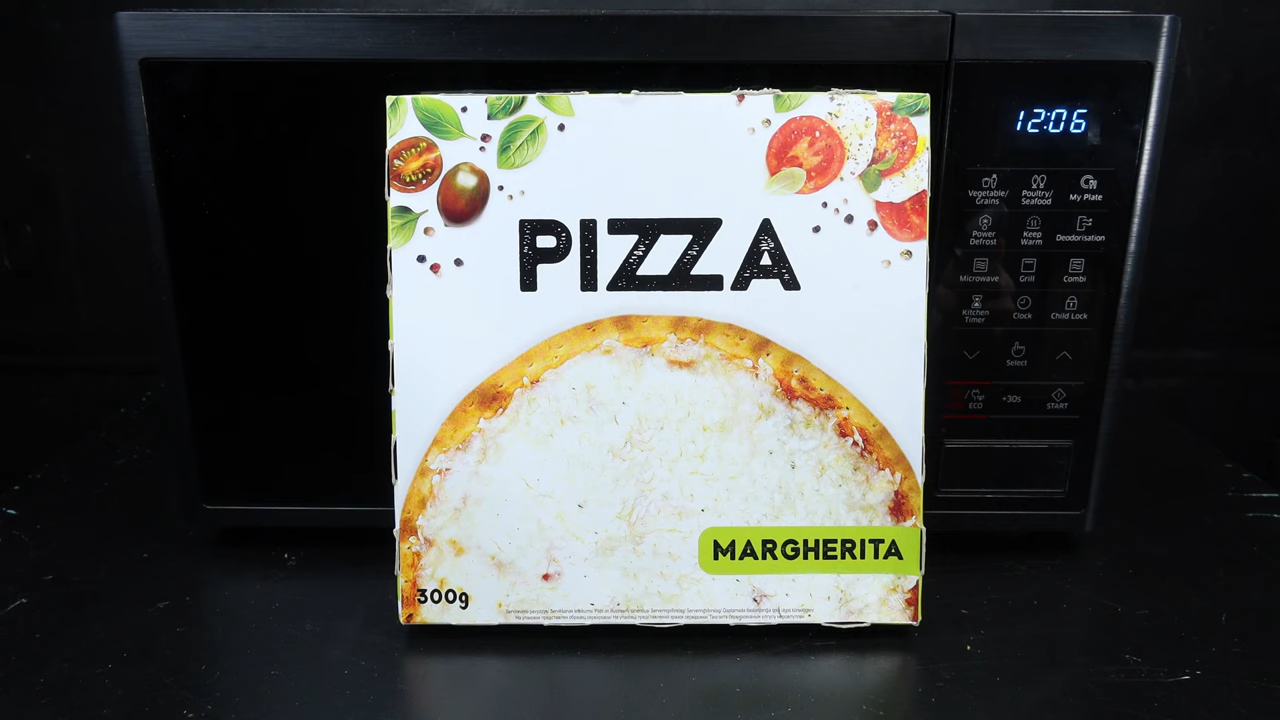 PIZZA
MARGHERITA
300g
12:06
Vegetable/ Poultry/ My Plate
Grains Seafood
Power Keep Deodorisation
Defrost Warm
Microwave Grill Combi
Kitchen Clock Child Lock
Timer
Select
ECO +30s START